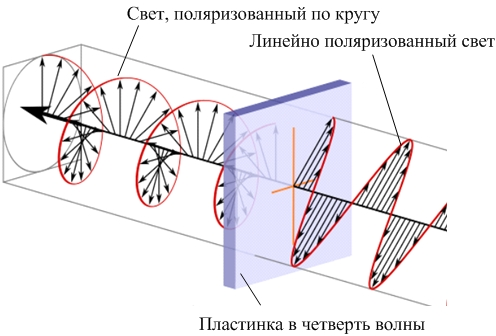 Свет, поляризованный по кругу
Линейно поляризованный свет
Пластинка в четверть волны